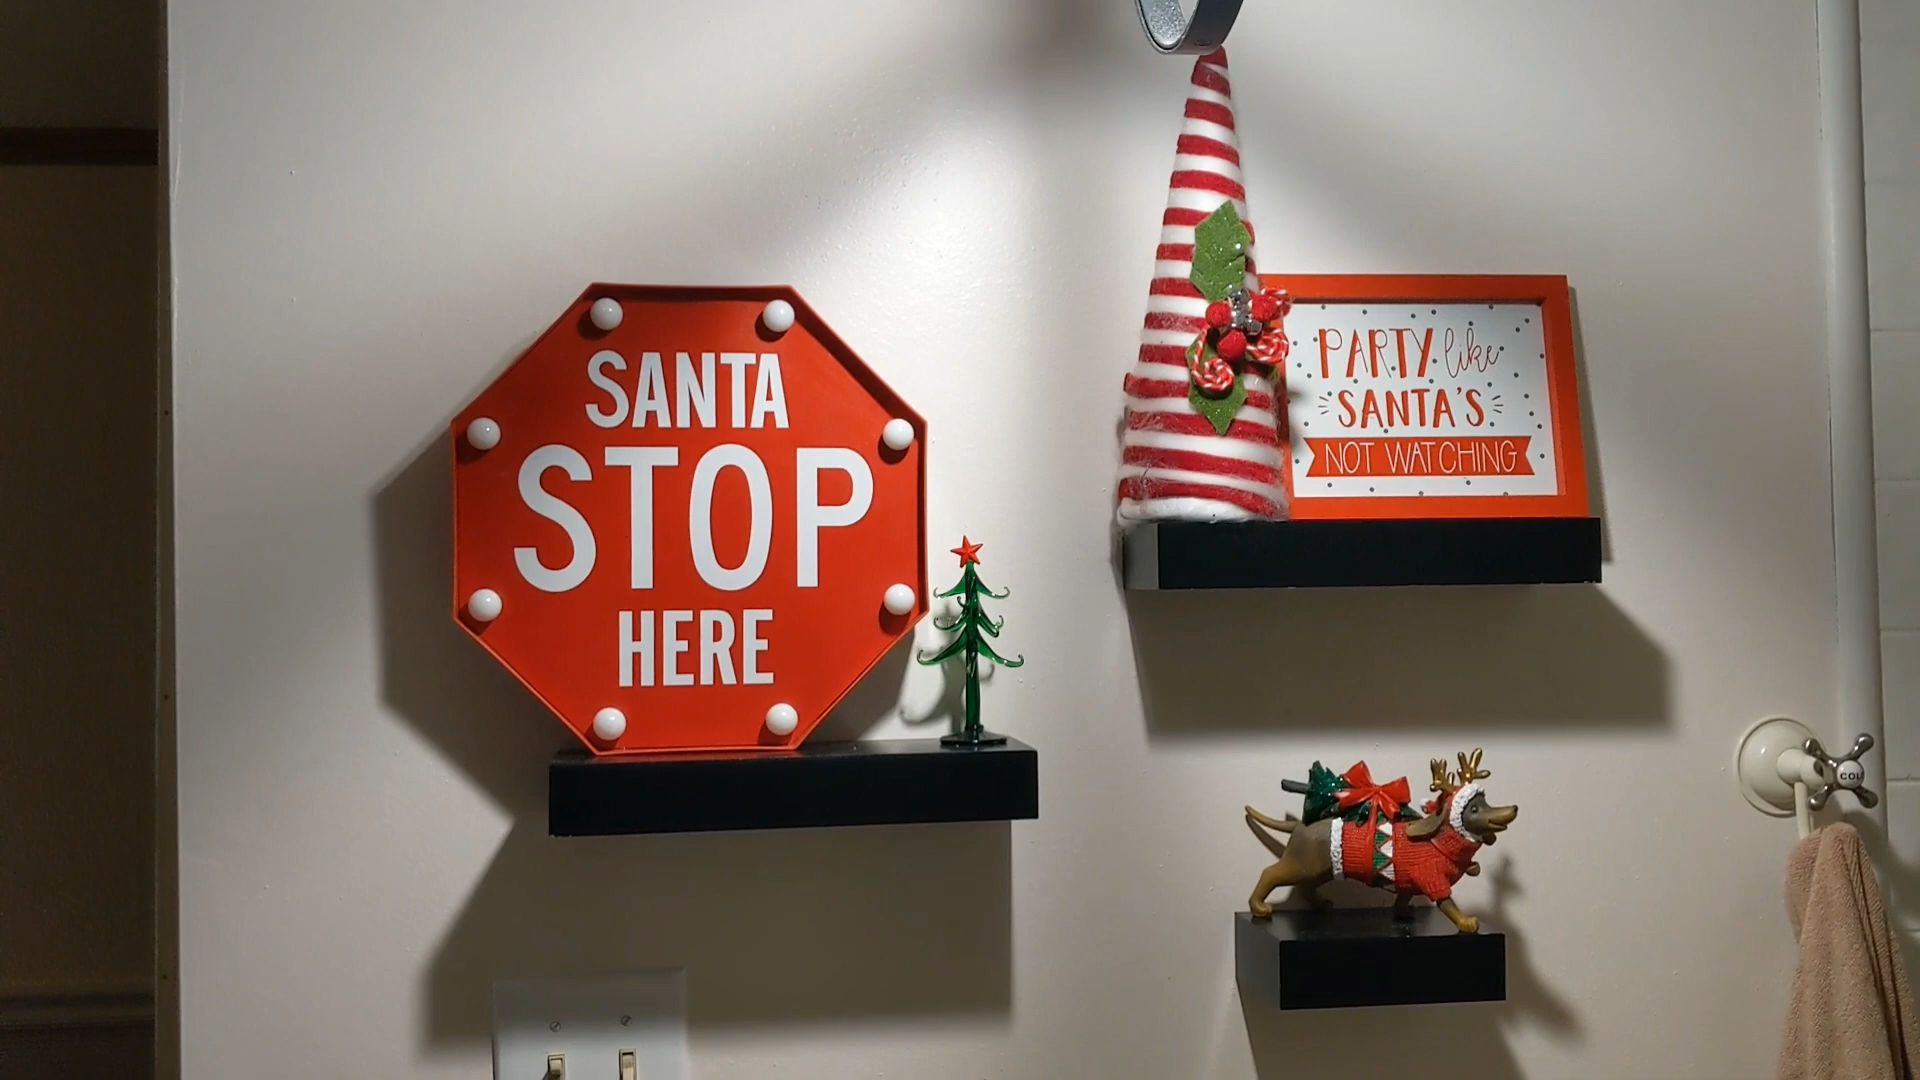 SANTA
STOP
HERE
PARTY like
SANTA'S
NOT WATCHING
COL